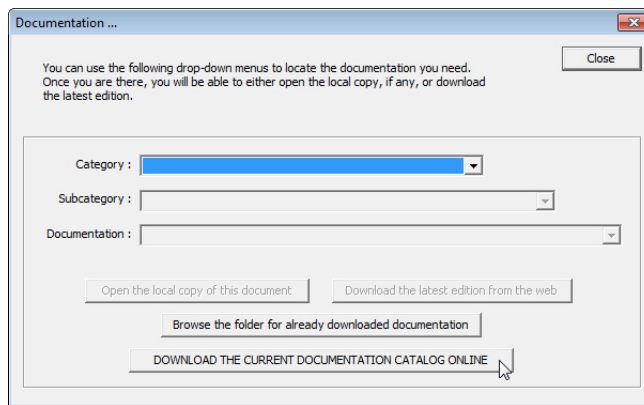 Documentation ...
Close
You can use the following drop-down menus to locate the documentation you need.
Once you are there, you will be able to either open the local copy, if any, or download
the latest edition.
Category :
Subcategory :
Documentation :
Open the local copy of this document
Download the latest edition from the web
Browse the folder for already downloaded documentation
DOWNLOAD THE CURRENT DOCUMENTATION CATALOG ONLINE